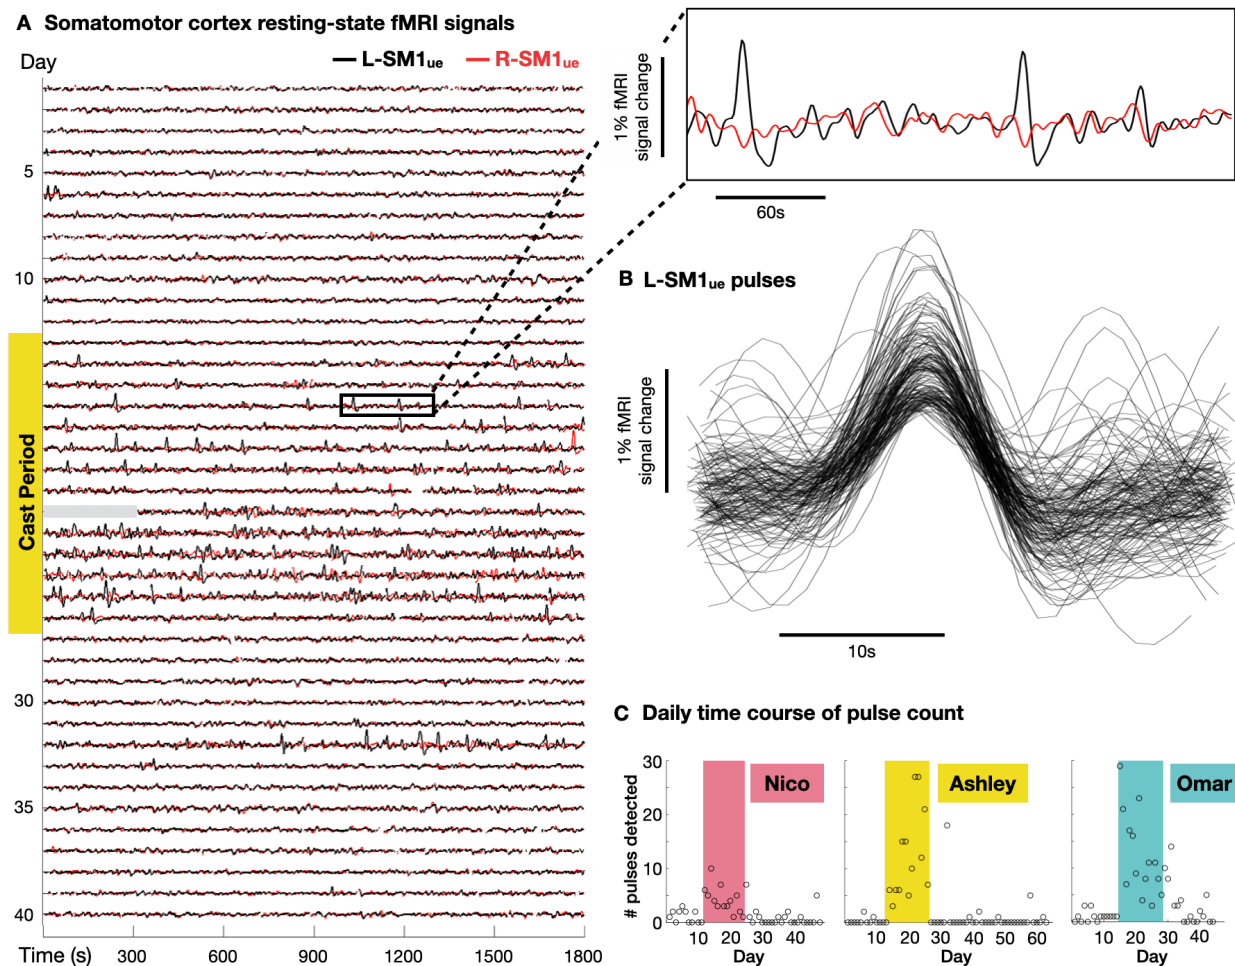 A Somatomotor cortex resting-state fMRI signals
Day
L-SM1ue
R-SM1ue
5
10
30
35
40
Cast Period
Time (s)
300
600
900
1200
1500
1800
1% fMRI
signal change
60s
B L-SM1ue pulses
1% fMRI
signal change
10s
C Daily time course of pulse count
# pulses detected
30
20
10
0
Nico
Ashley
Omar
10 20 30 40
10 20 30 40 50 60
10 20 30 40
Day
Day
Day